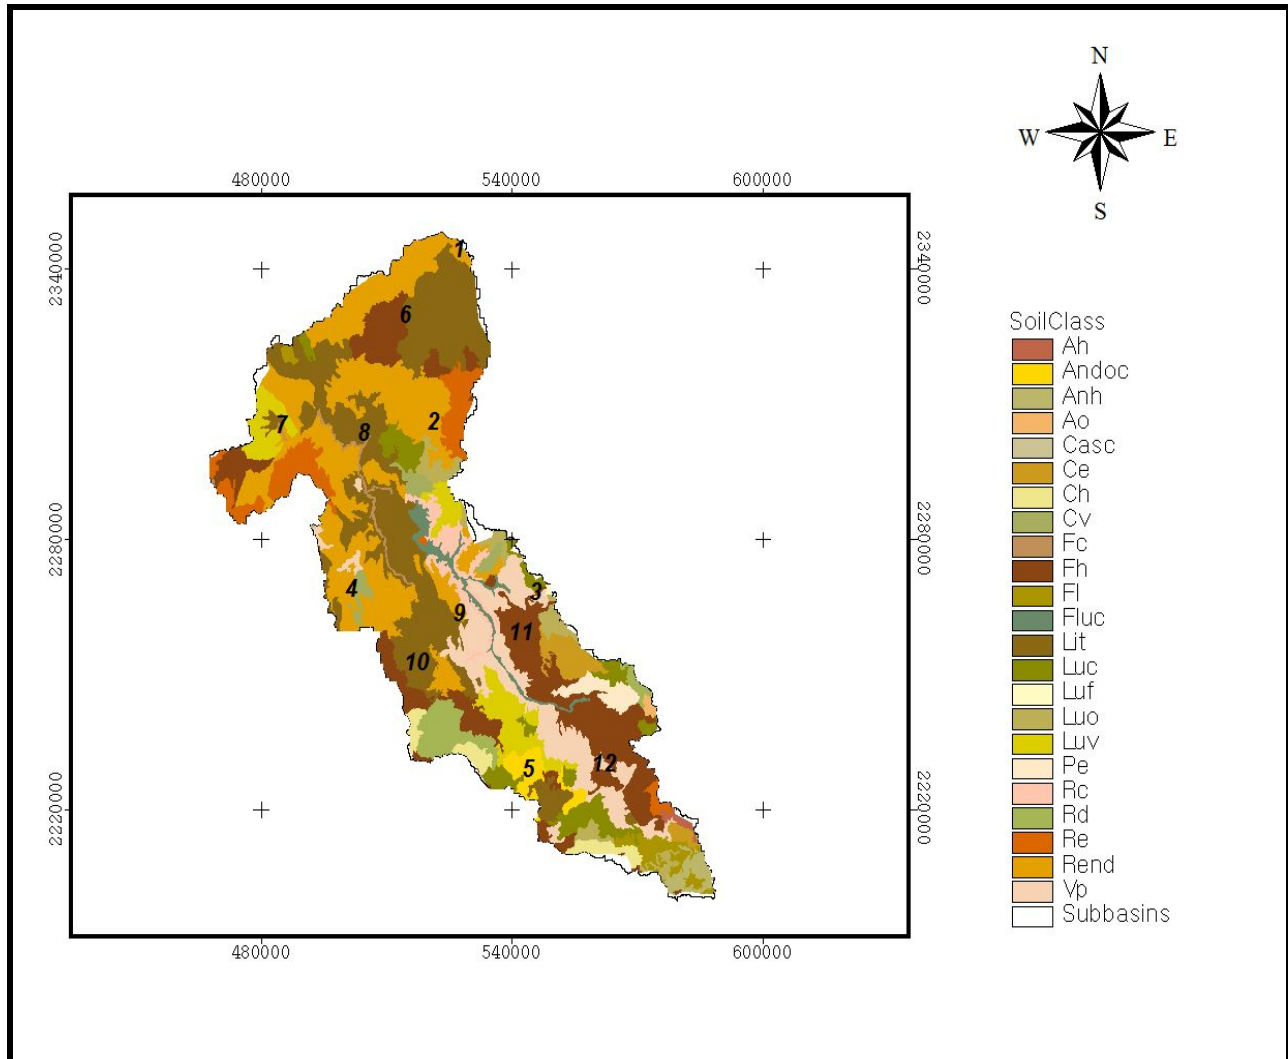 N
W E
S
480000 540000 600000
2340000 2340000
1
6
2
7
8
2280000 2280000
4
3
9
11
10
12
5
2220000 2220000
480000 540000 600000
SoilClass
Ah
Andoc
Anh
Ao
Casc
Ce
Ch
Cv
Fc
Fh
Fl
Fluc
Lit
Luc
Luf
Luo
Luv
Pe
Rc
Rd
Re
Rend
Vp
Subbasins